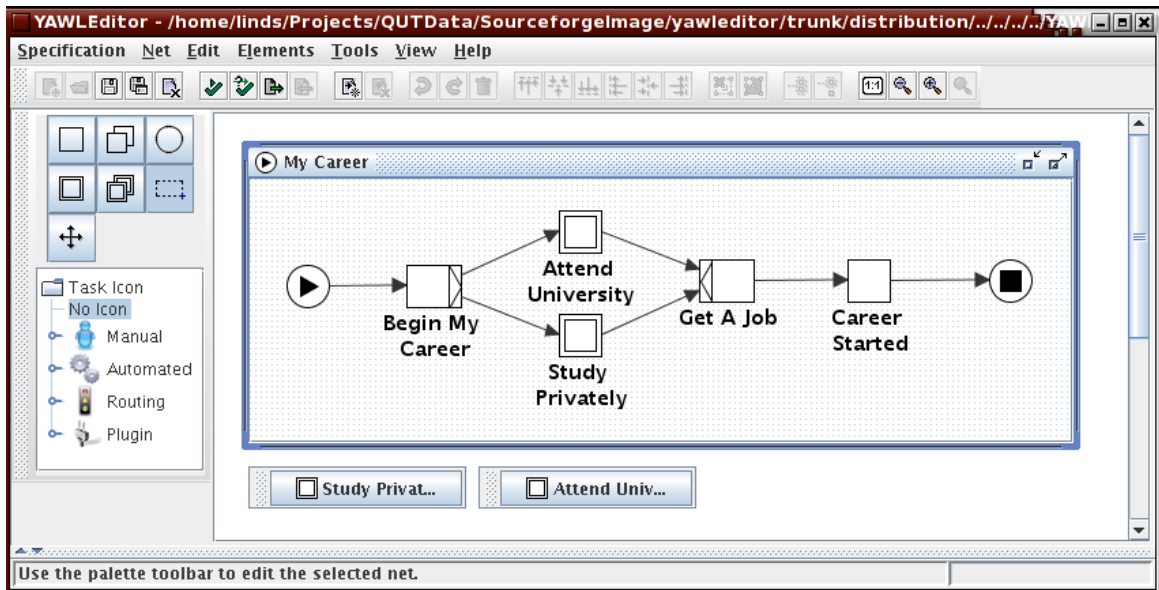 YAWLEditor - /home/linds/Projects/QUTData/SourceforgeImage/yawleditor/trunk/distribution/../../../../YAW
Specification Net Edit Elements Tools View Help
1:1
My Career
Attend
University
Begin My
Career
Get A Job
Career
Started
Study
Privately
Task Icon
No Icon
Manual
Automated
Routing
Plugin
Study Privat...
Attend Univ...
Use the palette toolbar to edit the selected net.